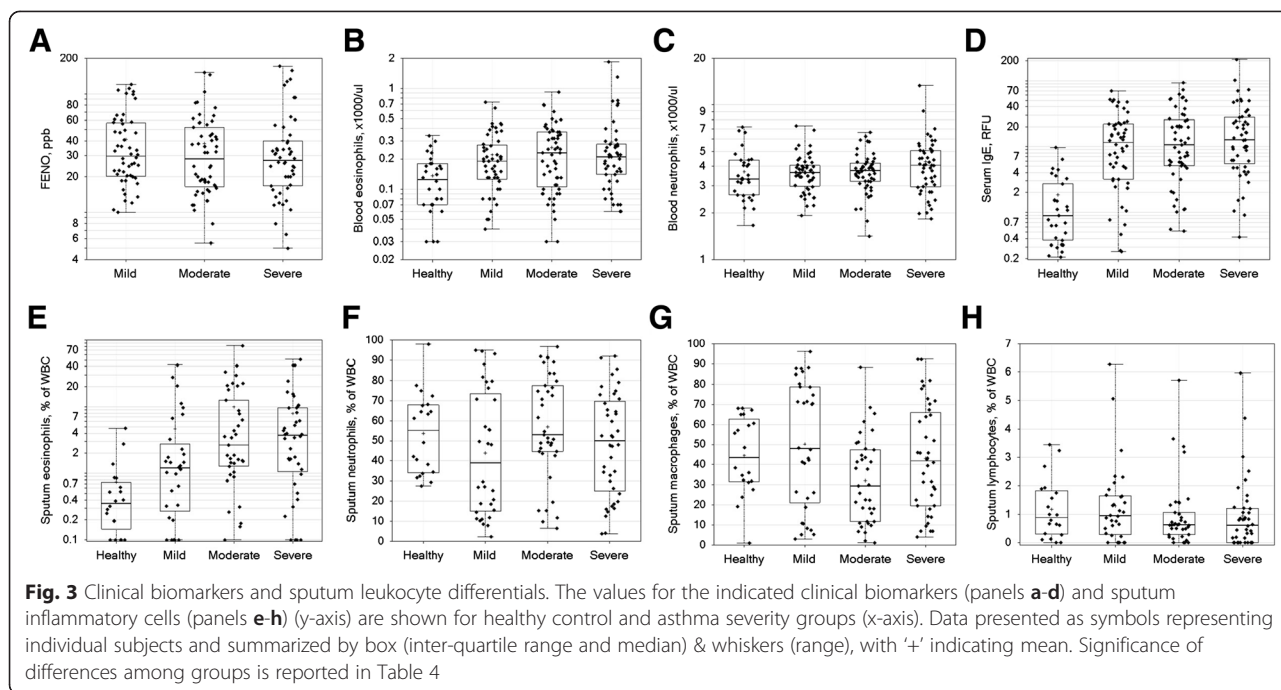 A
200
80
60
40
30
20
8
6
4
FENO, ppb
Mild Moderate Severe
B
2
1
0.7
0.4
0.3
0.2
0.1
0.07
0.05
0.03
0.02
Blood eosinophils, x1000/ul
Healthy Mild Moderate Severe
C
20
9
7
5
4
3
2
1
Blood neutrophils, x1000/ul
Healthy Mild Moderate Severe
D
200
70
40
20
7
4
2
0.7
0.4
0.2
Serum IgE, RFU
Healthy Mild Moderate Severe
E
70
40
20
7
4
2
0.7
0.4
0.2
0.1
Sputum eosinophils, % of WBC
Healthy Mild Moderate Severe
F
100
90
80
70
60
50
40
30
20
10
0
Sputum neutrophils, % of WBC
Healthy Mild Moderate Severe
G
100
90
80
70
60
50
40
30
20
10
0
Sputum macrophages, % of WBC
Healthy Mild Moderate Severe
H
7
6
5
4
3
2
1
0
Sputum lymphocytes, % of WBC
Healthy Mild Moderate Severe
Fig. 3 Clinical biomarkers and sputum leukocyte differentials. The values for the indicated clinical biomarkers (panels a-d) and sputum
inflammatory cells (panels e-h) (y-axis) are shown for healthy control and asthma severity groups (x-axis). Data presented as symbols representing
individual subjects and summarized by box (inter-quartile range and median) & whiskers (range), with '+' indicating mean. Significance of
differences among groups is reported in Table 4